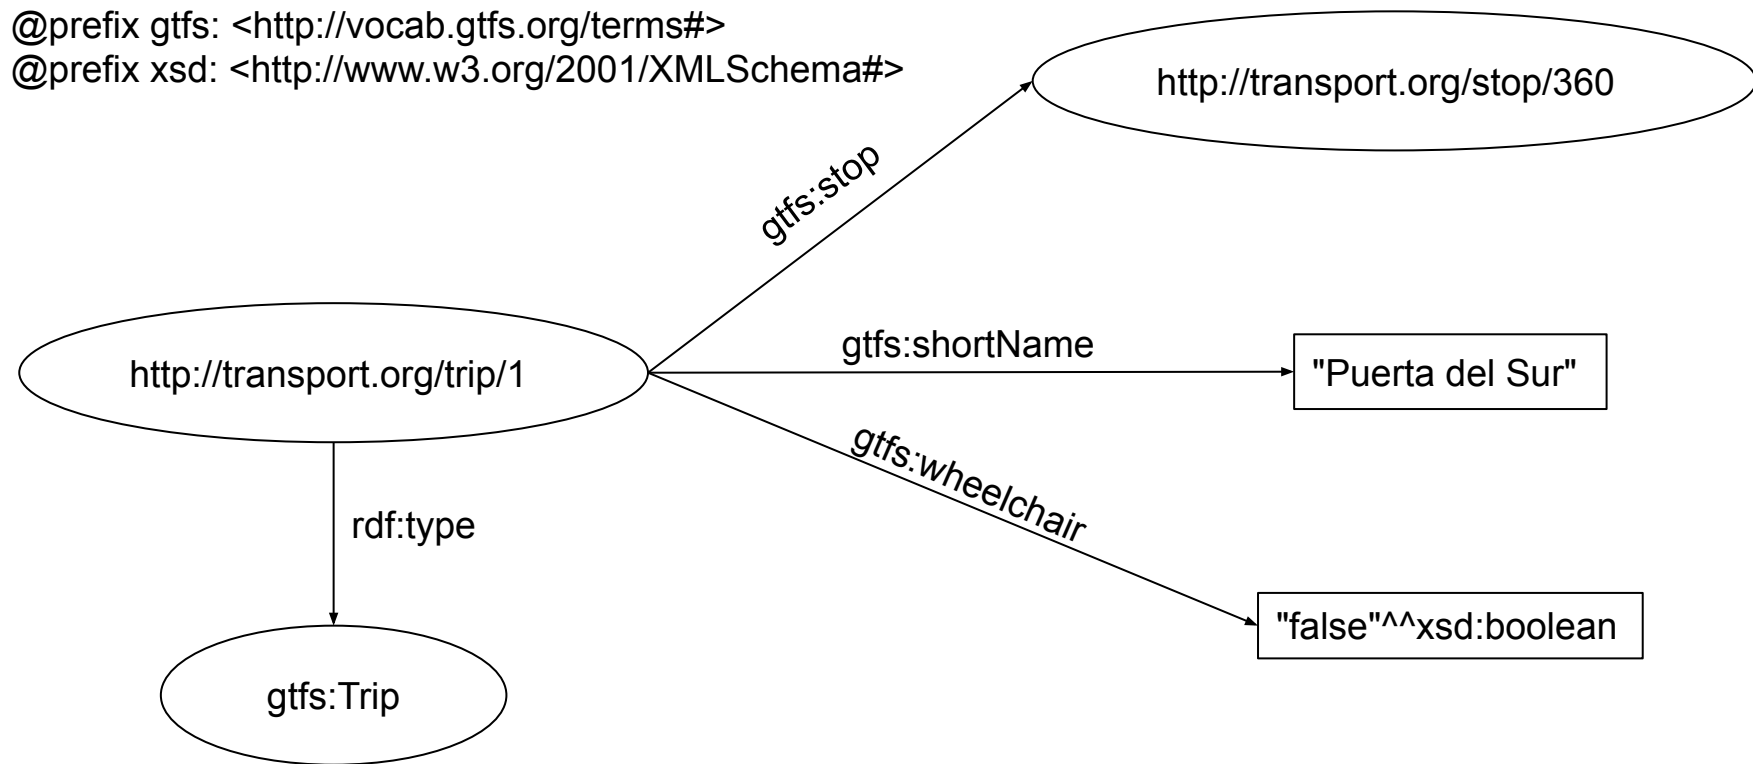 @prefix gtfs: <http://vocab.gtfs.org/terms#>
@prefix xsd: <http://www.w3.org/2001/XMLSchema#>
http://transport.org/stop/360
gtfs:stop
gtfs:shortName
http://transport.org/trip/1
"Puerta del Sur"
gtfs:wheelchair
rdf:type
"false"^^xsd:boolean
gtfs:Trip